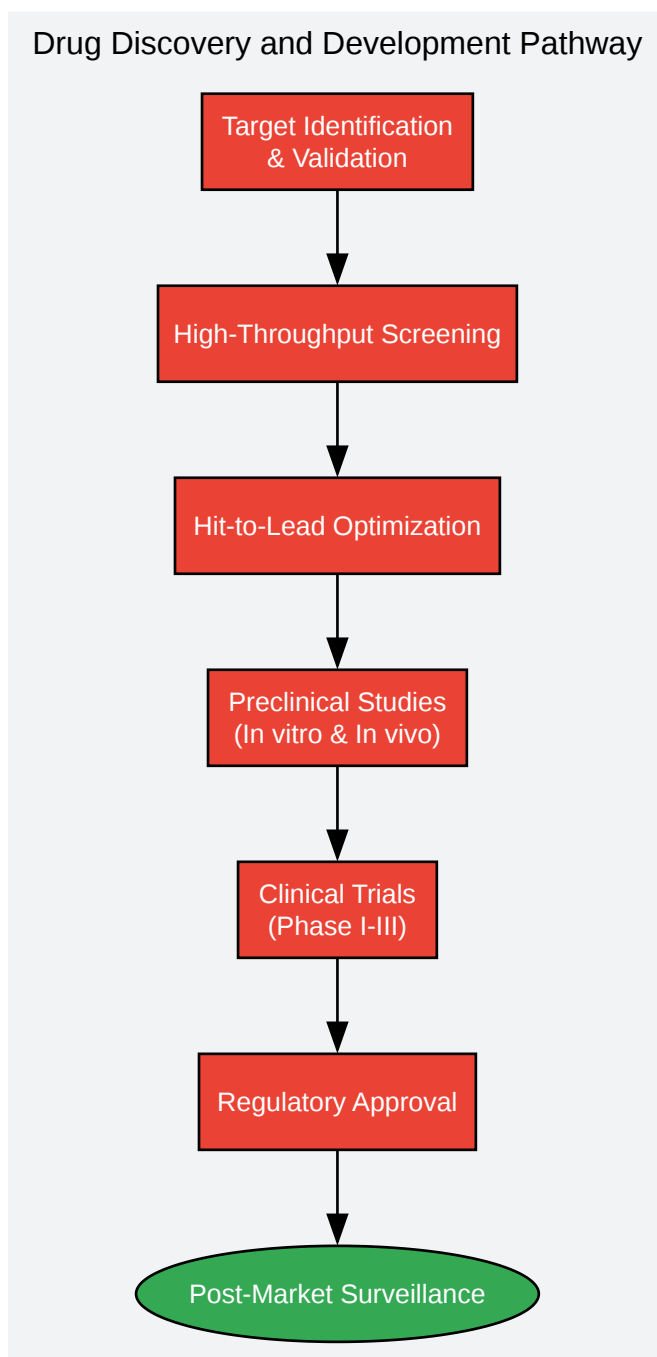 Drug Discovery and Development Pathway
Target Identification
& Validation
High-Throughput Screening
Hit-to-Lead Optimization
Preclinical Studies
(In vitro & In vivo)
Clinical Trials
(Phase I-III)
Regulatory Approval
Post-Market Surveillance